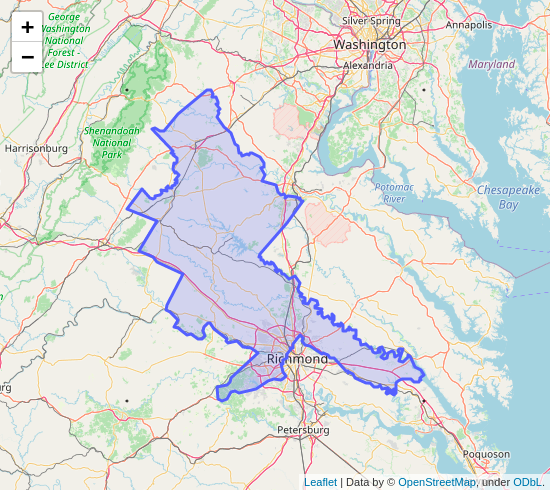 +
−
George
Washington
National
Forest -
Lee District
Silver Spring
Annapolis
Washington
Alexandria
Maryland
Shenandoah
National
Park
Harrisonburg
Potomac
River
Chesapeake
Bay
Richmond
Petersburg
Poquoson
rg
Leaflet | Data by © OpenStreetMap, under ODbL.